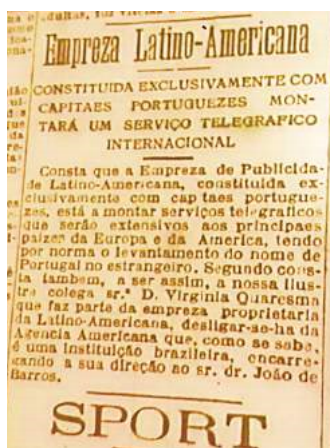 Empreza Latino-Americana
CONSTITUIDA EXCLUSIVAMENTE COM
CAPITAES PORTUGUEZES MON-
TARÁ UM SERVIÇO TELEGRAFICO
INTERNACIONAL
Consta que a Empreza de Publicida-
de Latino-Americana, constituida ex-
clusivamente com cap taes portugue-
zes, está a montar serviços telegraficos
que serão extensivos aos principaes
paizes da Europa e da America, tendo
por norma o levantamento do nome de
Portugal no estrangeiro. Segundo cons-
ta tambem, a ser assim, a nossa ilus-
tre colega sr.ª D. Virginia Quaresma
que faz parte da empreza proprietaria
da Latino-Americana, desligar-se-ha da
Agencia Americana que, como se sabe,
é uma instituição brazileira, encarre-
gando a sua direção ao sr. dr. João de
Barros.
SPORT